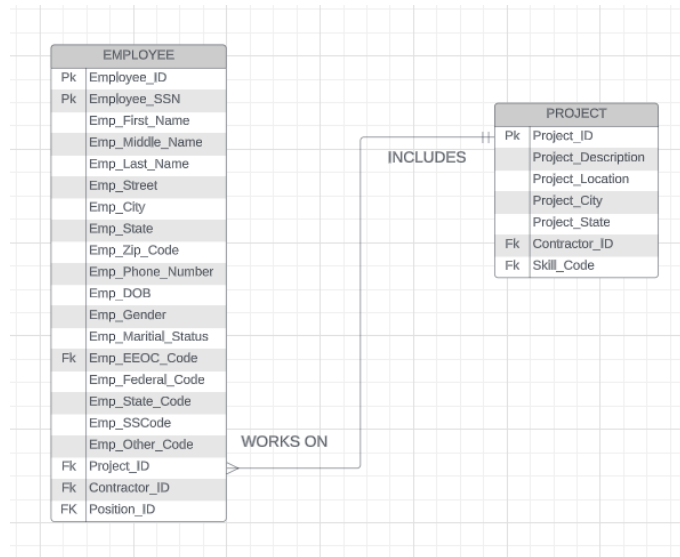 EMPLOYEE
Pk Employee_ID
Pk Employee_SSN
Emp_First_Name
Emp_Middle_Name
Emp_Last_Name
Emp_Street
Emp_City
Emp_State
Emp_Zip_Code
Emp_Phone_Number
Emp_DOB
Emp_Gender
Emp_Maritial_Status
Fk Emp_EEOC_Code
Emp_Federal_Code
Emp_State_Code
Emp_SSCode
Emp_Other_Code
Fk Project_ID
Fk Contractor_ID
FK Position_ID
WORKS ON
INCLUDES
PROJECT
Pk Project_ID
Project_Description
Project_Location
Project_City
Project_State
Fk Contractor_ID
Fk Skill_Code